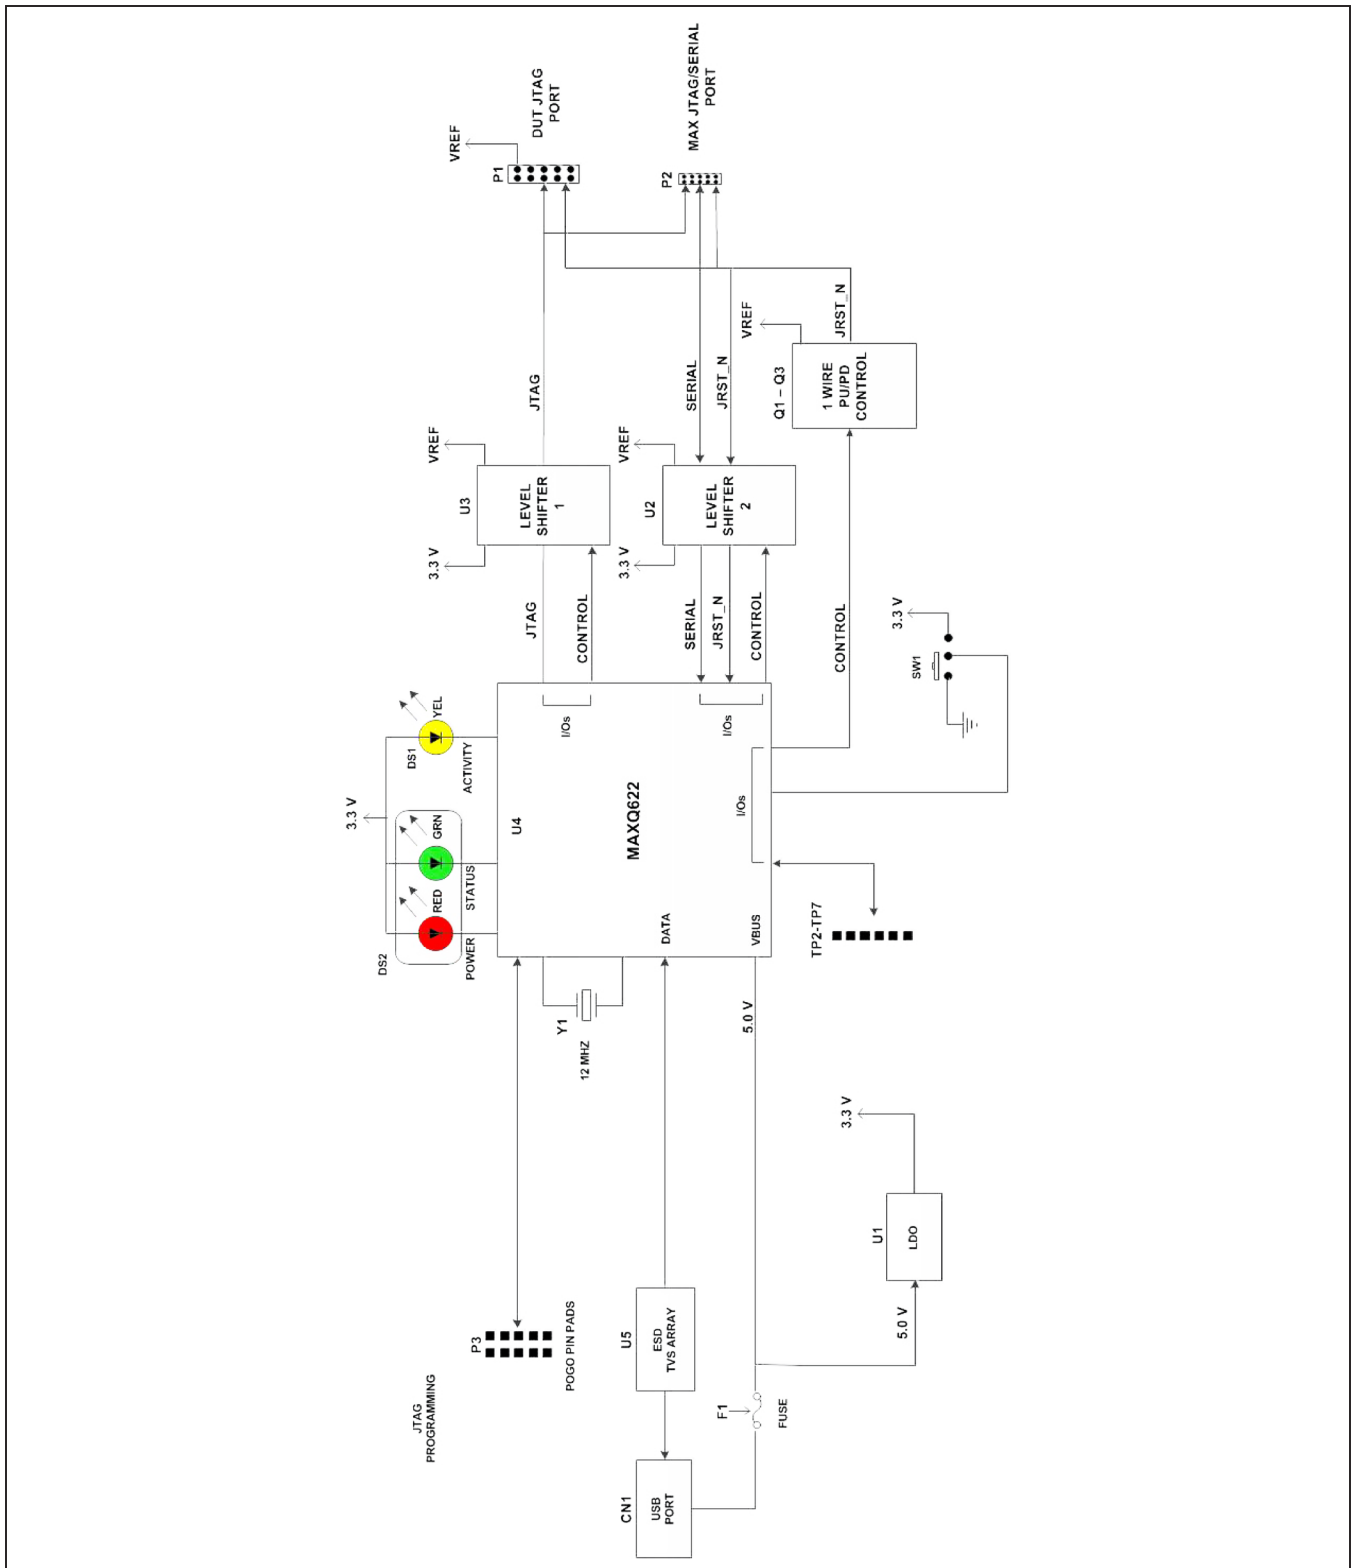 JTAG
PROGRAMMING
P3
POGO PIN PADS
CN1
USB
PORT
U5
ESD
TVS ARRAY
F1
FUSE
5.0 V
U1
LDO
3.3 V
Y1
12 MHZ
5.0 V
3.3 V
DS2
RED
POWER
GRN
STATUS
DS1
YEL
ACTIVITY
U4
MAXQ622
DATA
VBUS
I/Os
I/Os
I/Os
TP2-TP7
JTAG
CONTROL
SERIAL
JRST_N
CONTROL
CONTROL
SW1
3.3 V
3.3 V
U3
LEVEL
SHIFTER
1
VREF
3.3 V
U2
LEVEL
SHIFTER
2
VREF
JTAG
SERIAL
JRST_N
Q1 – Q3
1 WIRE
PU/PD
CONTROL
VREF
JRST_N
VREF
P1
DUT JTAG
PORT
P2
MAX JTAG/SERIAL
PORT